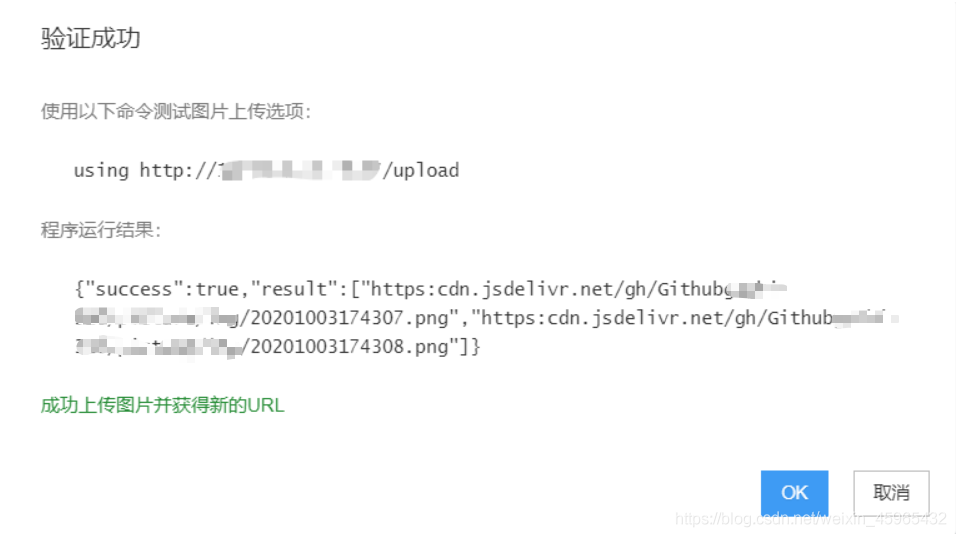 验证成功
使用以下命令测试图片上传选项：
using http:// /upload
程序运行结果：
{"success":true,"result":["https:cdn.jsdelivr.net/gh/Github
/20201003174307.png","https:cdn.jsdelivr.net/gh/Github
/20201003174308.png"]}
成功上传图片并获得新的URL
OK 取消
https://blog.csdn.net/weixin_45965432